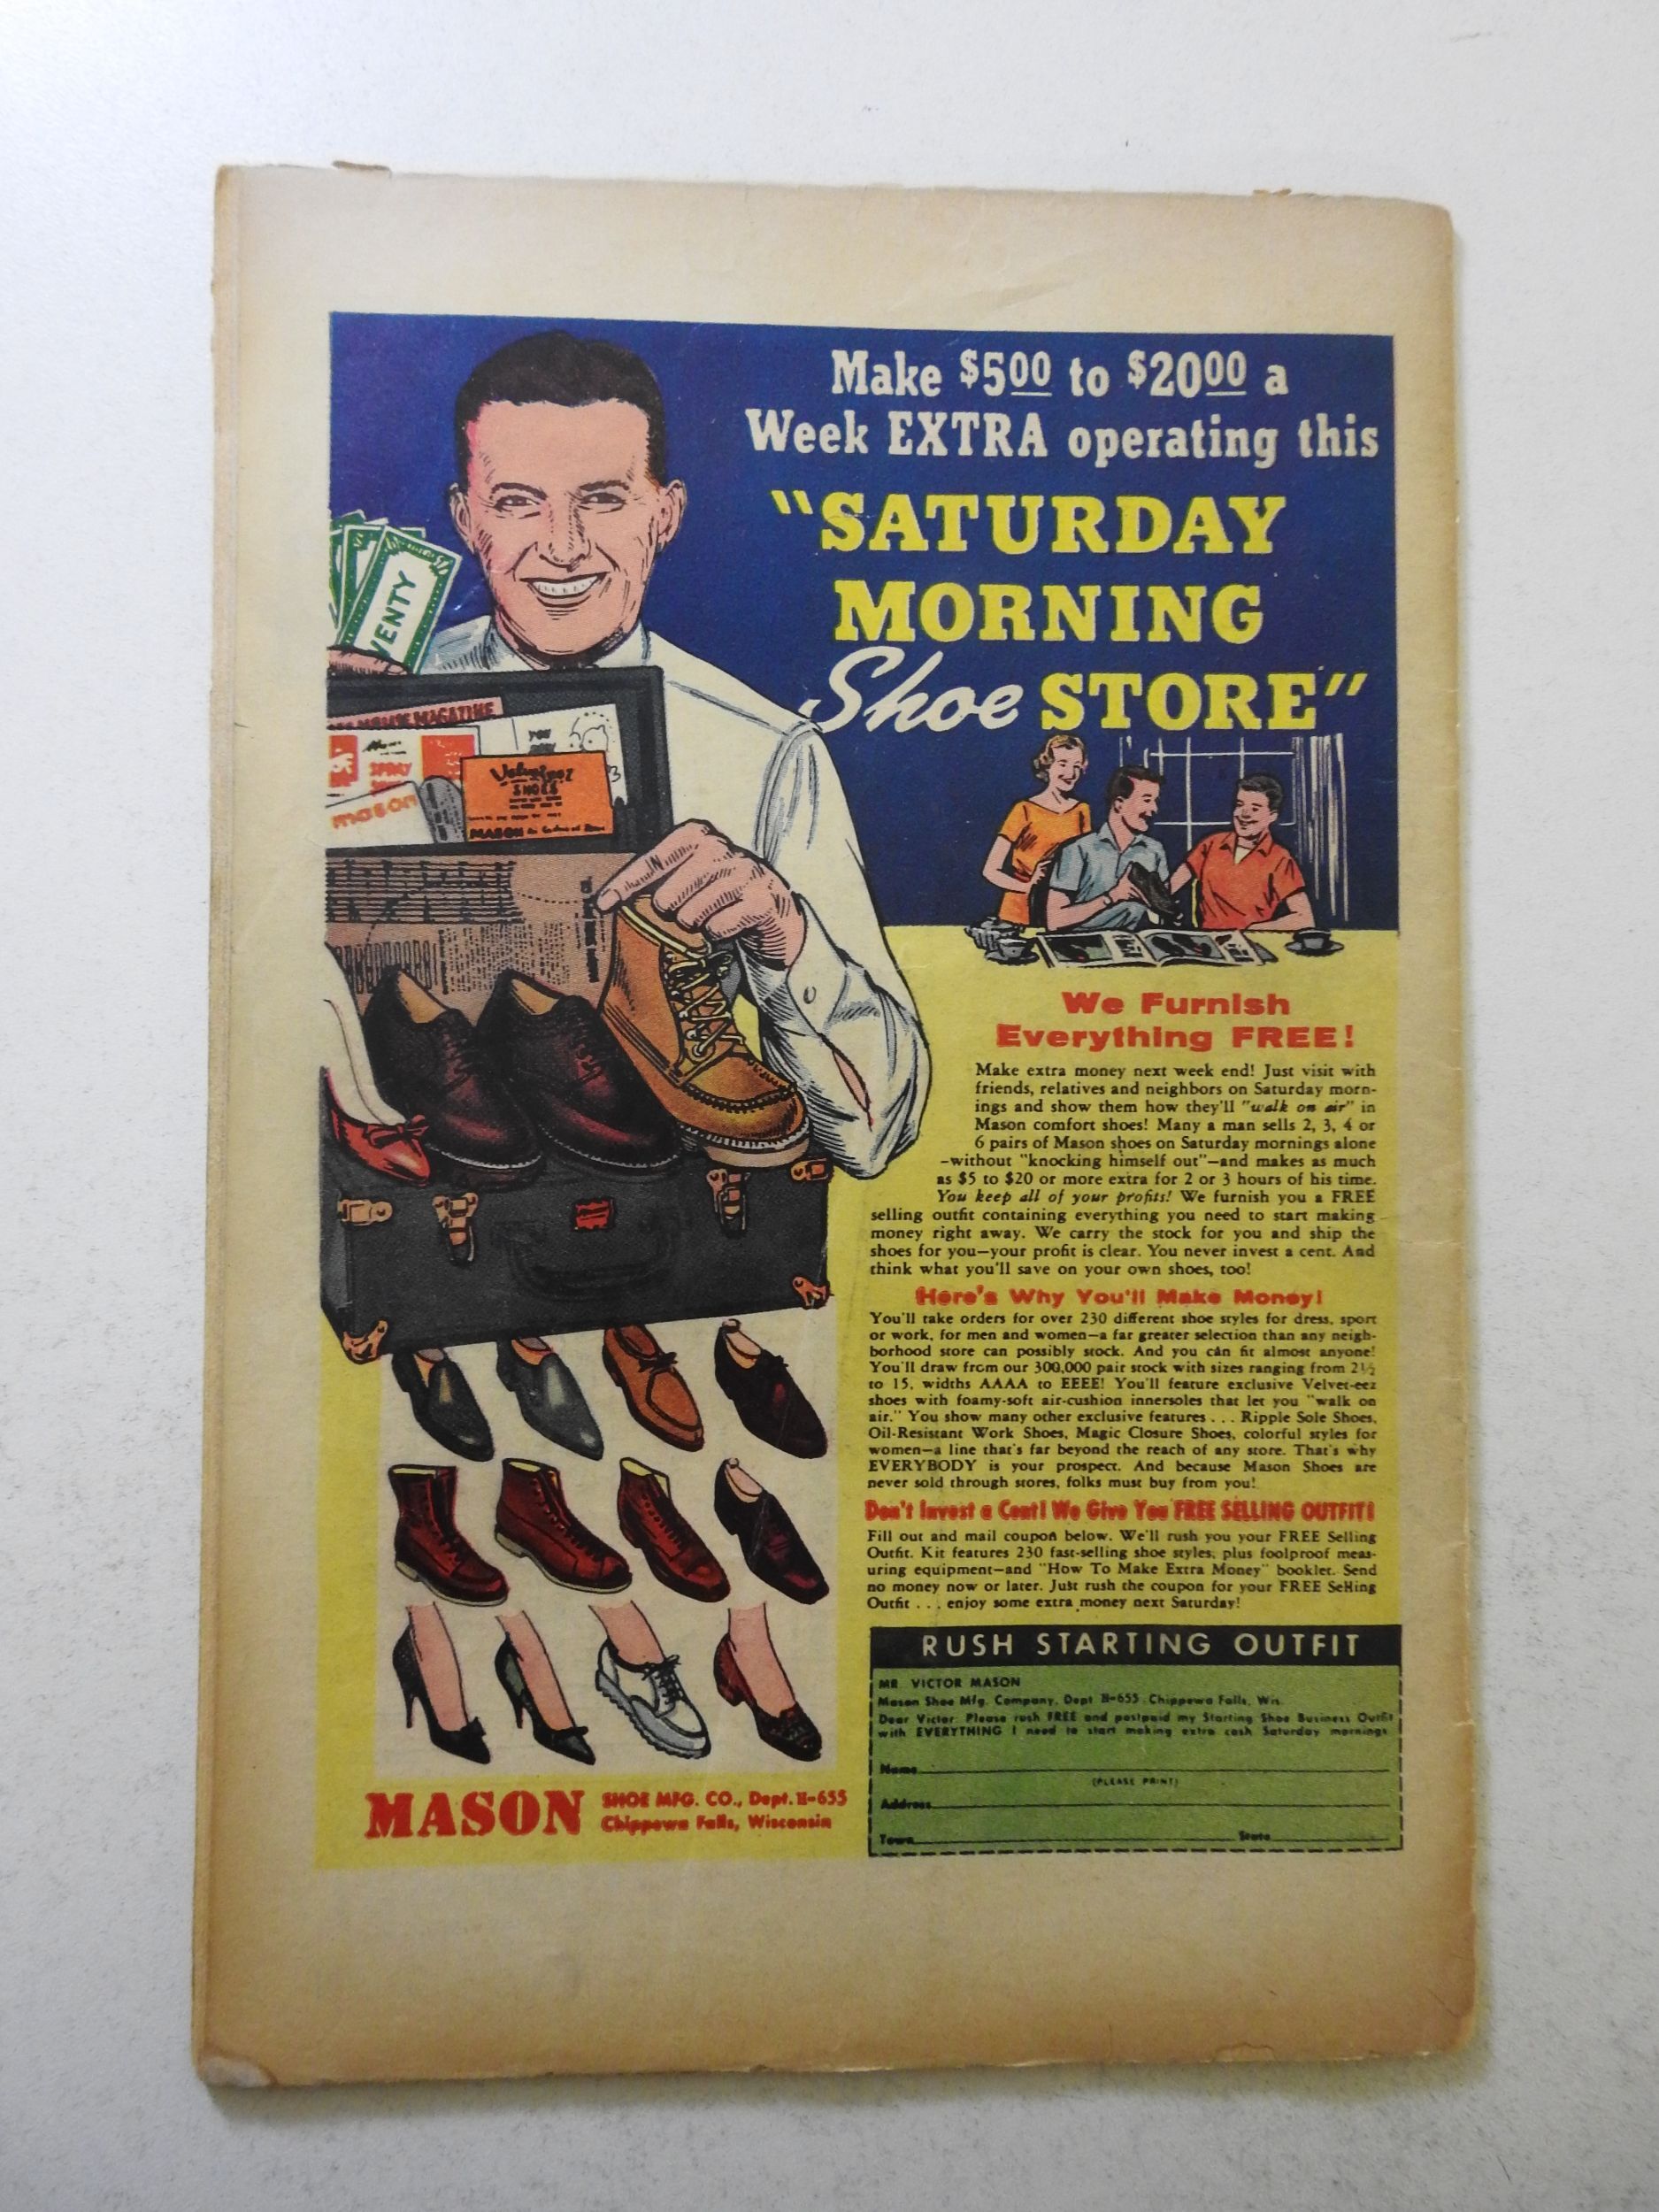 Make $500 to $2000 a
Week EXTRA operating this
"SATURDAY
MORNING
Shoe STORE"
VENTY
MAGAZINE
SPRAY
mason
YOU
Velvet-eez
SHOES
MASON
We Furnish
Everything FREE!
Make extra money next week end! Just visit with
friends, relatives and neighbors on Saturday morn-
ings and show them how they'll "walk on air" in
Mason comfort shoes! Many a man sells 2, 3, 4 or
6 pairs of Mason shoes on Saturday mornings alone
-without "knocking himself out"-and makes as much
as $5 to $20 or more extra for 2 or 3 hours of his time.
You keep all of your profits! We furnish you a FREE
selling outfit containing everything you need to start making
money right away. We carry the stock for you and ship the
shoes for you—your profit is clear. You never invest a cent. And
think what you'll save on your own shoes, too!
Here's Why You'll Make Money!
You'll take orders for over 230 different shoe styles for dress, sport
or work, for men and women—a far greater selection than any neigh-
borhood store can possibly stock. And you can fit almost anyone!
You'll draw from our 300,000 pair stock with sizes ranging from 2½
to 15, widths AAAA to EEEE! You'll feature exclusive Velvet-eez
shoes with foamy-soft air-cushion innersoles that let you "walk on
air." You show many other exclusive features . . . Ripple Sole Shoes,
Oil-Resistant Work Shoes, Magic Closure Shoes, colorful styles for
women—a line that's far beyond the reach of any store. That's why
EVERYBODY is your prospect. And because Mason Shoes are
never sold through stores, folks must buy from you!
Don't Invest a Cent! We Give You FREE SELLING OUTFIT!
Fill out and mail coupon below. We'll rush you your FREE Selling
Outfit. Kit features 230 fast-selling shoe styles, plus foolproof meas-
uring equipment—and "How To Make Extra Money" booklet. Send
no money now or later. Just rush the coupon for your FREE Selling
Outfit . . . enjoy some extra money next Saturday!
RUSH STARTING OUTFIT
MR. VICTOR MASON
Mason Shoe Mfg. Company, Dept H-655 Chippewa Falls, Wis.
Dear Victor: Please rush FREE and postpaid my Starting Shoe Business Outfit
with EVERYTHING I need to start making extra cash Saturday mornings
Name
(PLEASE PRINT)
Address
Town State
MASON SHOE MFG. CO., Dept. H-655
Chippewa Falls, Wisconsin